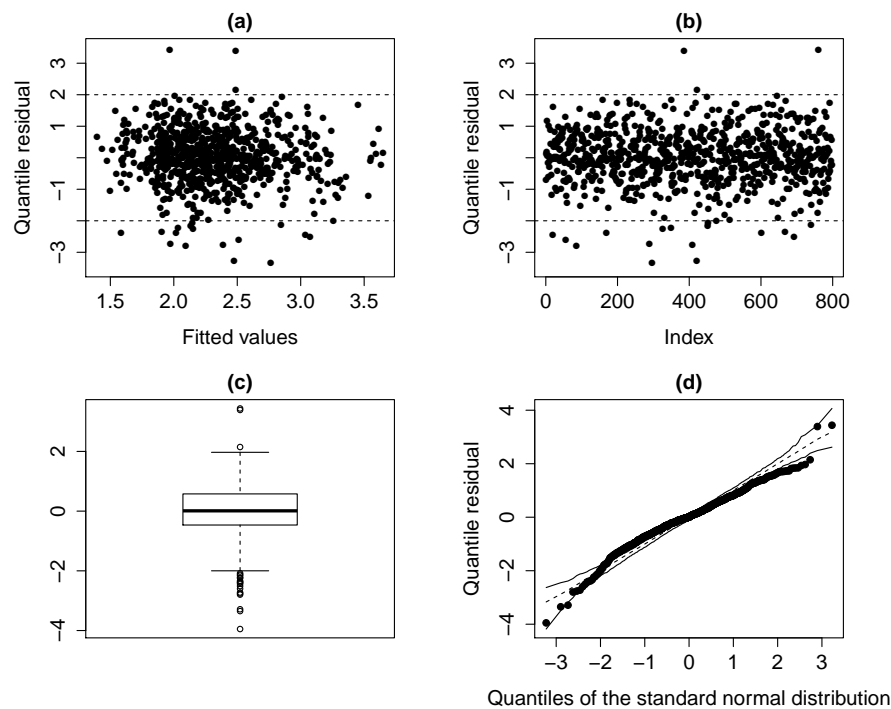 (a)
Quantile residual
3
2
1
−1
−3
1.5 2.0 2.5 3.0 3.5
Fitted values
(b)
Quantile residual
3
2
1
−1
−3
0 200 400 600 800
Index
(c)
2
0
−2
−4
(d)
Quantile residual
4
2
0
−2
−4
−3 −2 −1 0 1 2 3
Quantiles of the standard normal distribution